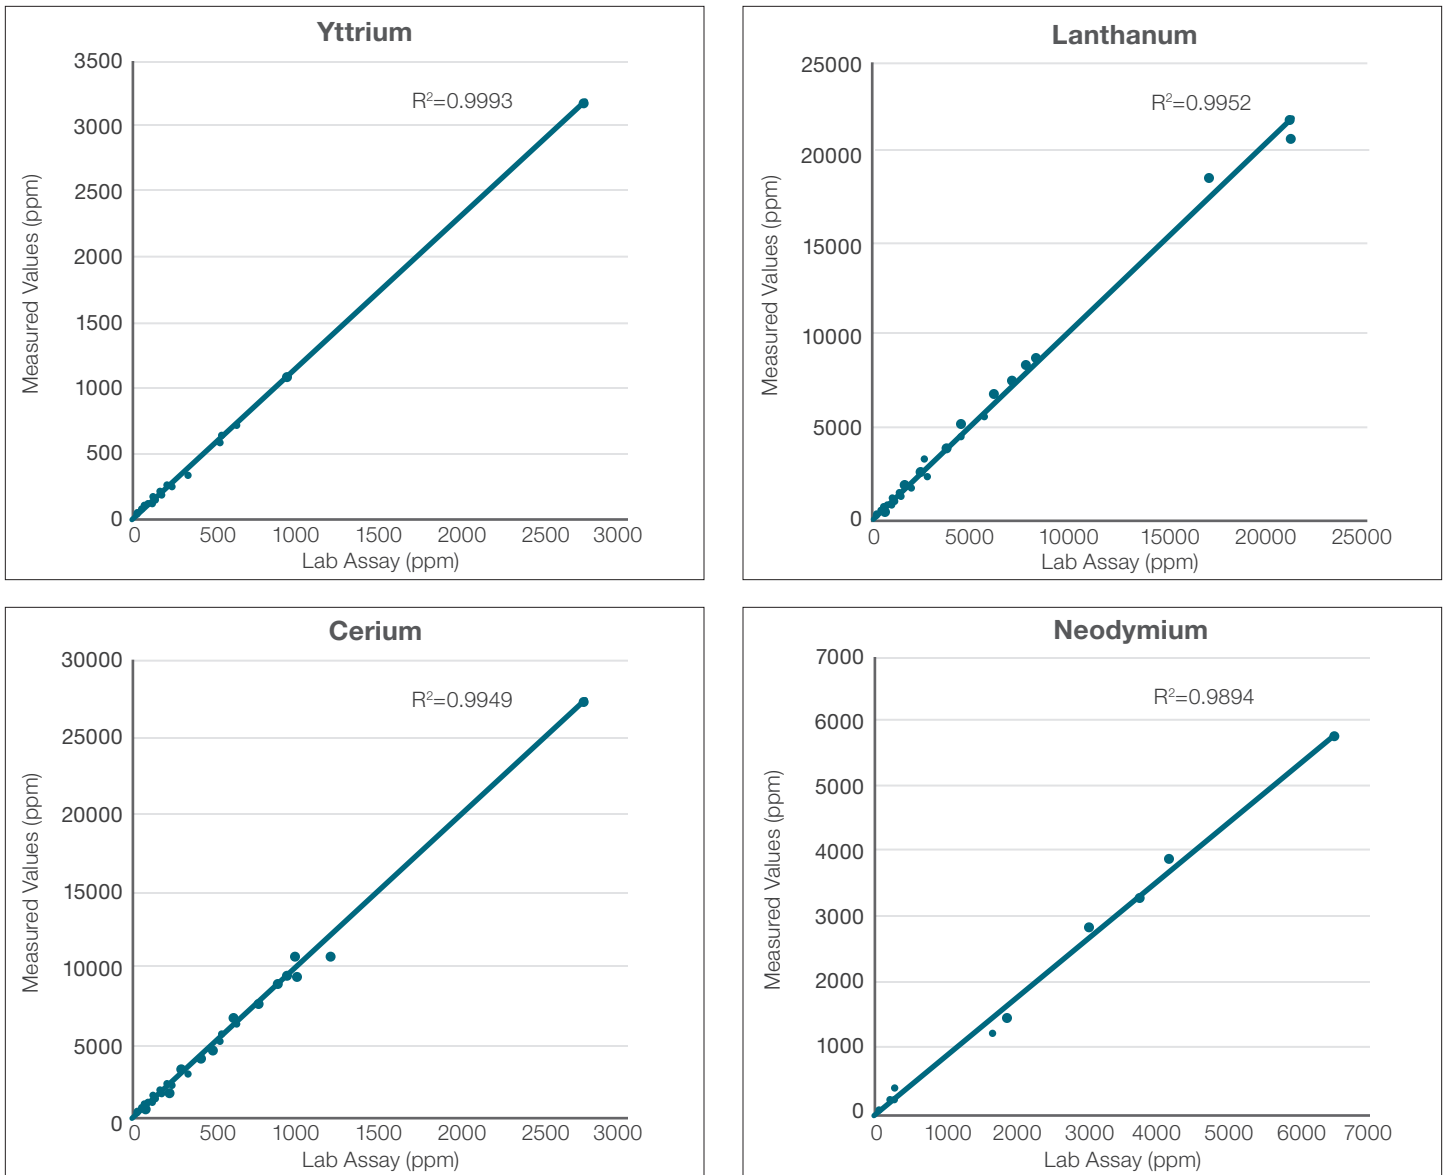 Yttrium
3500
3000
2500
2000
1500
1000
500
0
R²=0.9993
Measured Values (ppm)
0 500 1000 1500 2000 2500 3000
Lab Assay (ppm)
Lanthanum
25000
20000
15000
10000
5000
0
R²=0.9952
Measured Values (ppm)
0 5000 10000 15000 20000 25000
Lab Assay (ppm)
Cerium
30000
25000
20000
15000
10000
5000
0
R²=0.9949
Measured Values (ppm)
0 500 1000 1500 2000 2500 3000
Lab Assay (ppm)
Neodymium
7000
6000
5000
4000
3000
2000
1000
0
R²=0.9894
Measured Values (ppm)
0 1000 2000 3000 4000 5000 6000 7000
Lab Assay (ppm)